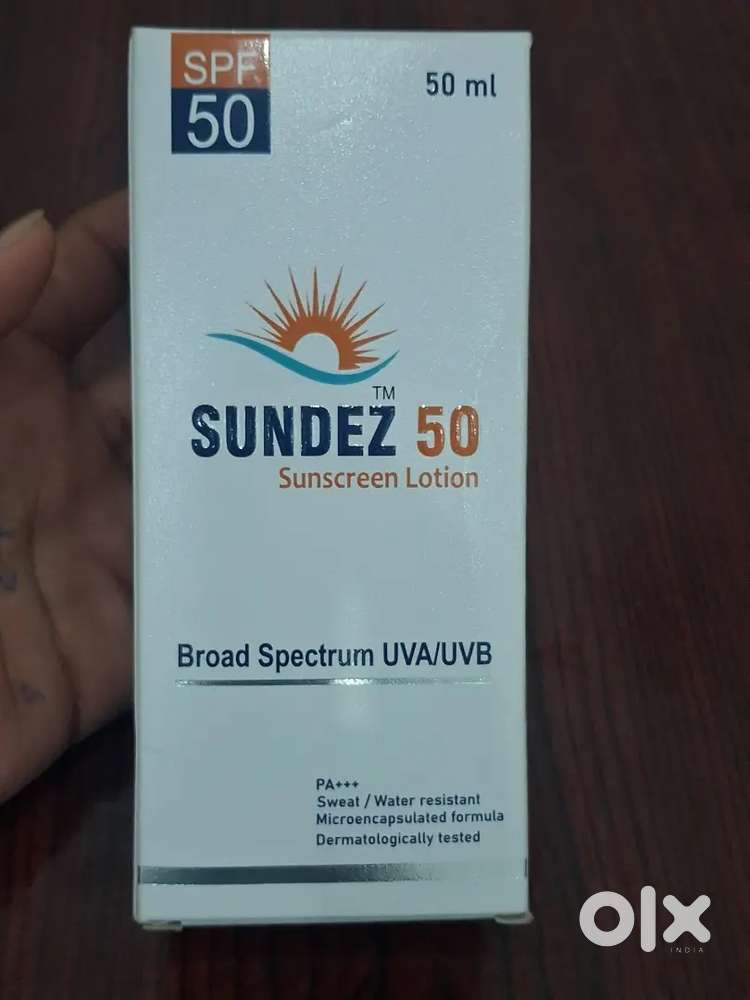 SPF
50
50 ml
TM
SUNDEZ 50
Sunscreen Lotion
Broad Spectrum UVA/UVB
PA+++
Sweat / Water resistant
Microencapsulated formula
Dermatologically tested
olx
INDIA